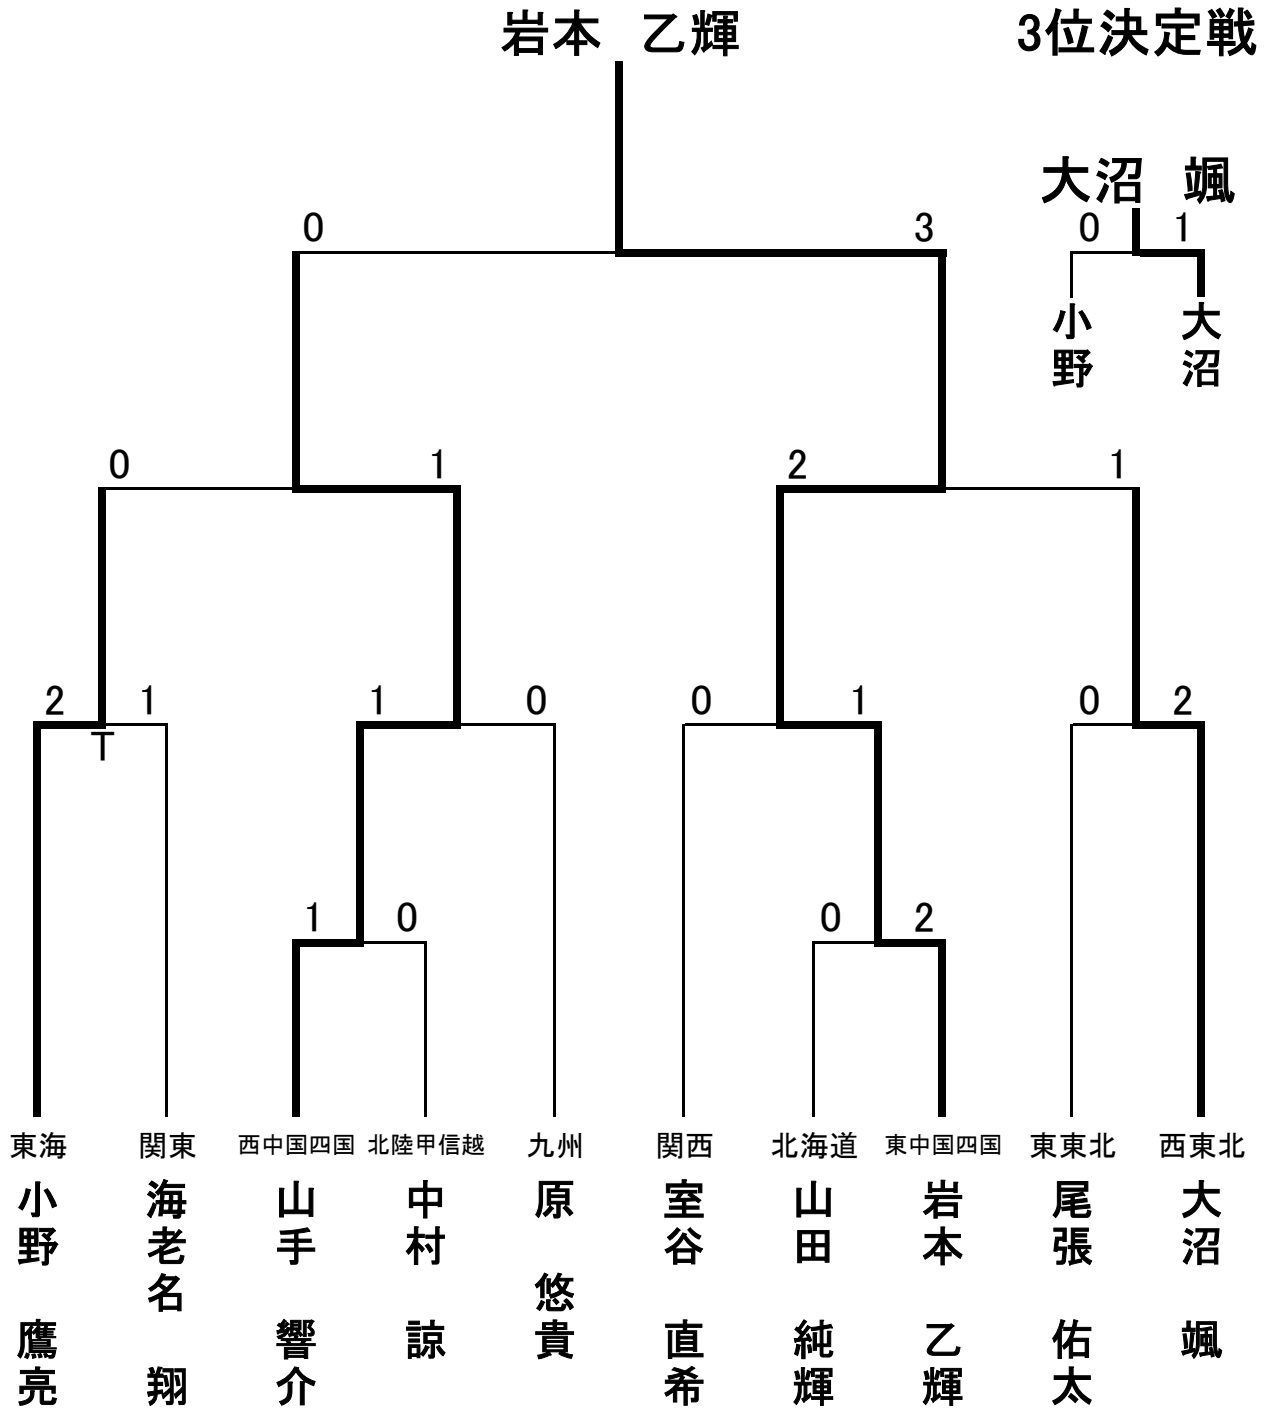 岩本　乙輝
3位決定戦
大沼　颯
0 3
0 1
小野
大沼
0 1 2 1
2 1 1 0 0 1 0 2
T
1 0 0 2
東海
関東
西中国四国
北陸甲信越
九州
関西
北海道
東中国四国
東東北
西東北
小野　鷹亮
海老名　翔
山手　響介
中村　諒
原　悠貴
室谷　直希
山田　純輝
岩本　乙輝
尾張　佑太
大沼　颯